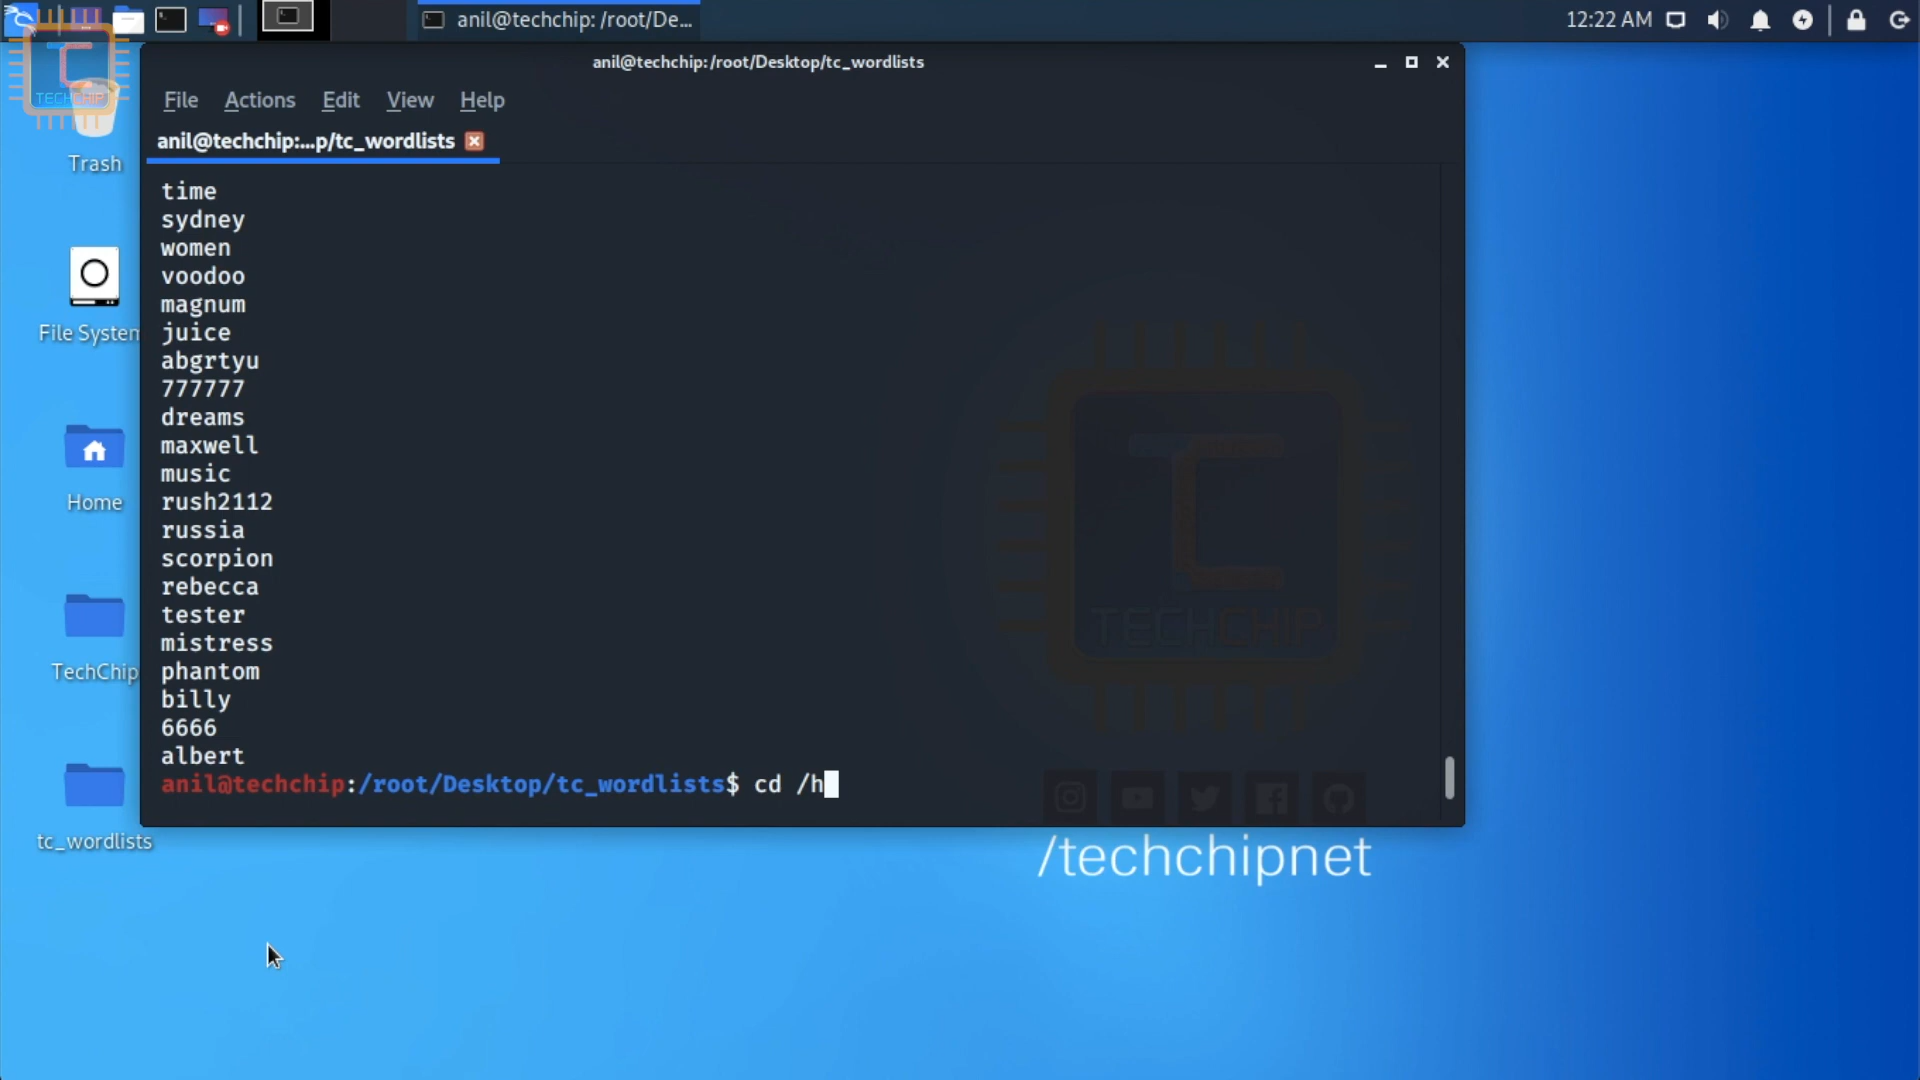 anil@techchip: /root/De...
12:22 AM
TECHCHIP
anil@techchip:/root/Desktop/tc_wordlists
File Actions Edit View Help
anil@techchip:...p/tc_wordlists
Trash
File System
Home
TechChip
tc_wordlists
time
sydney
women
voodoo
magnum
juice
abgrtyu
777777
dreams
maxwell
music
rush2112
russia
scorpion
rebecca
tester
mistress
phantom
billy
6666
albert
anil@techchip:/root/Desktop/tc_wordlists$ cd /h
TECHCHIP
/techchipnet